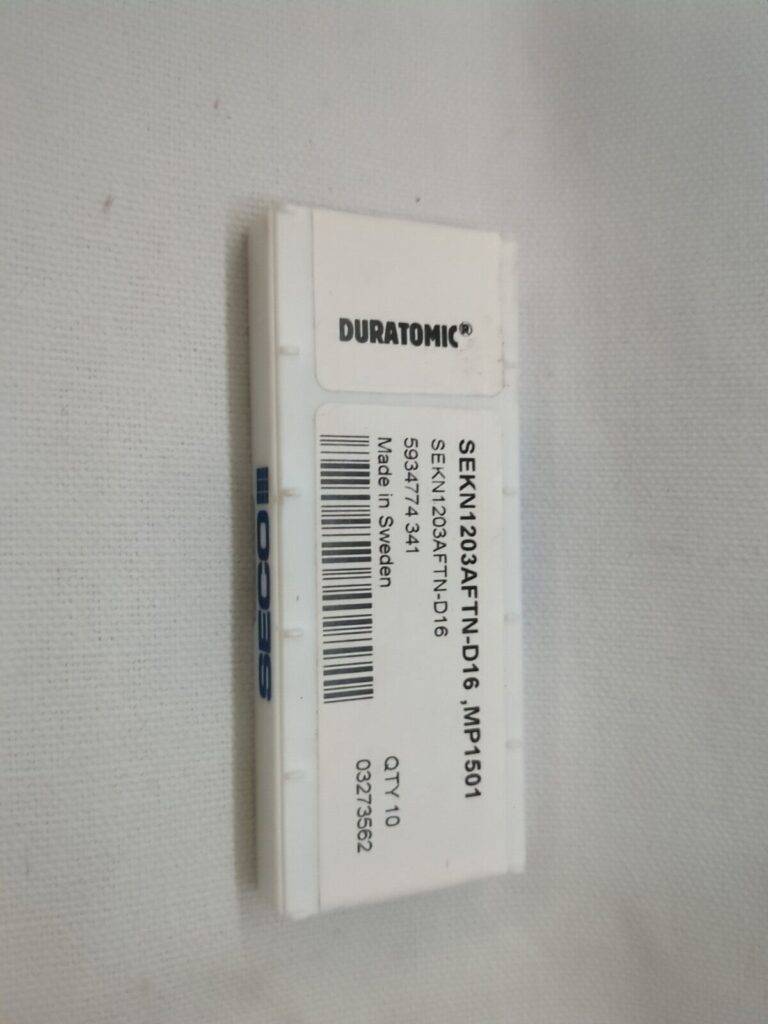 DURATOMIC®
SEKN1203AFTN-D16 ,MP1501
SEKN1203AFTN-D16
5934774 341
Made in Sweden
QTY 10
03273562
SECO